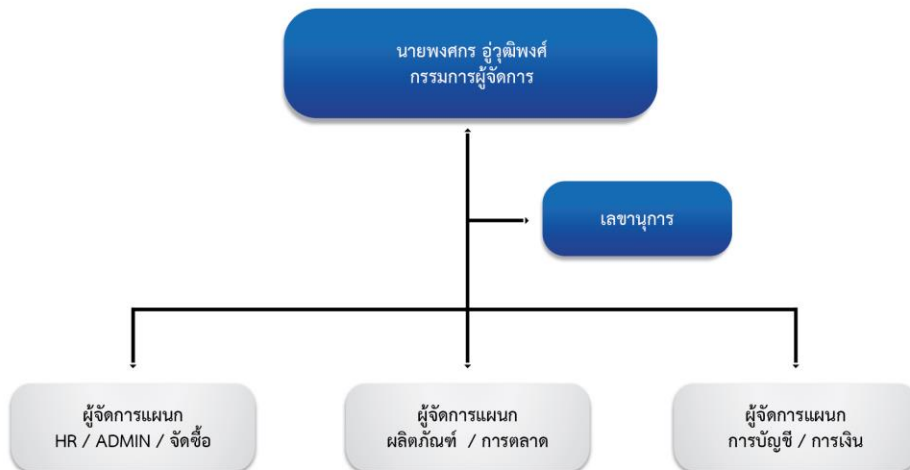 นายพงศกร อู่วุฒิพงศ์
กรรมการผู้จัดการ
เลขานุการ
ผู้จัดการแผนก
HR / ADMIN / จัดซื้อ
ผู้จัดการแผนก
ผลิตภัณฑ์ / การตลาด
ผู้จัดการแผนก
การบัญชี / การเงิน